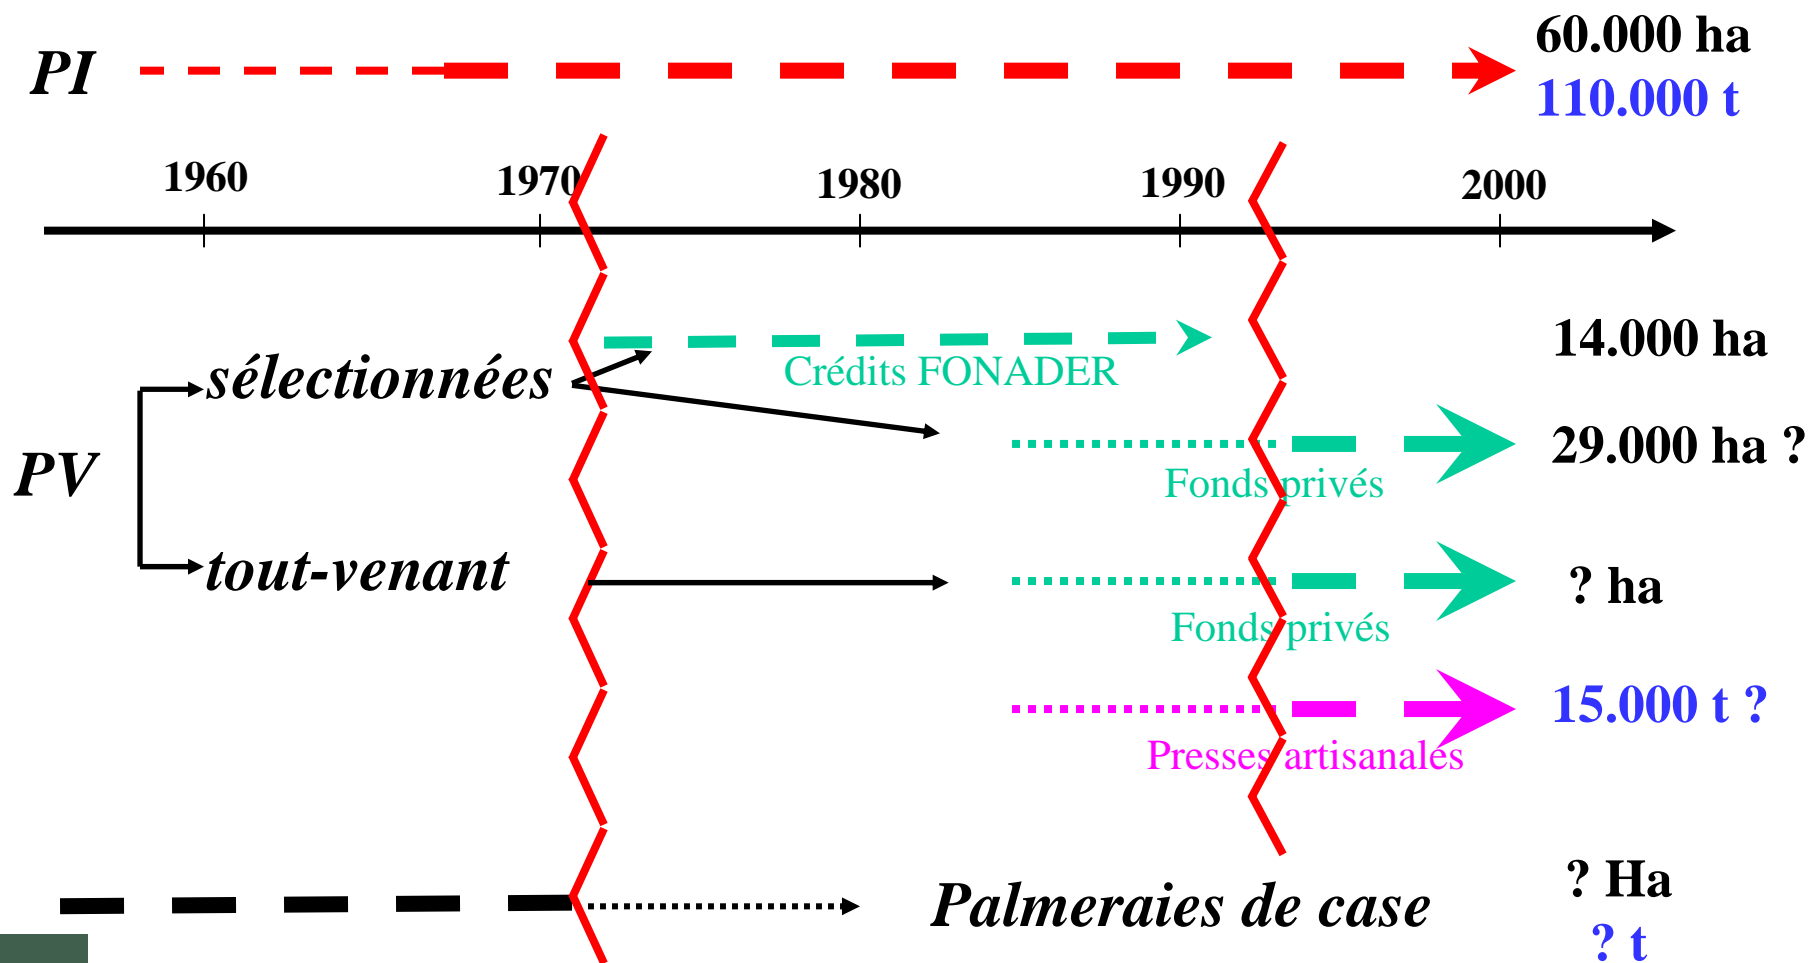 PI
60.000 ha
110.000 t
1960
1970
1980
1990
2000
14.000 ha
Crédits FONADER
sélectionnées
29.000 ha ?
PV
Fonds privés
tout-venant
? ha
Fonds privés
15.000 t ?
Presses artisanales
? Ha
Palmeraies de case
? t